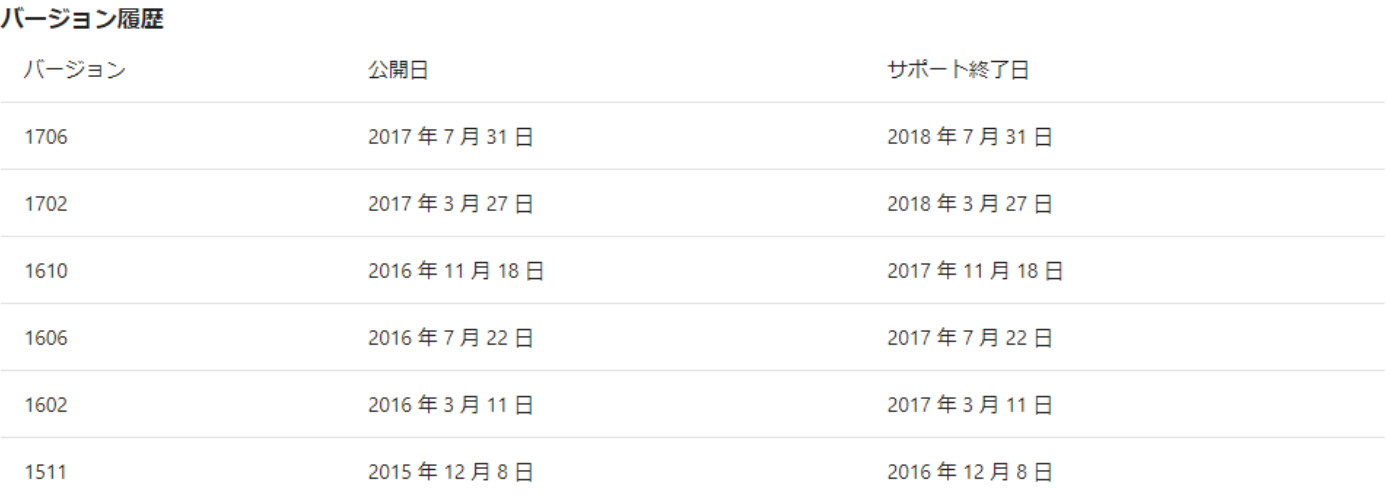 バージョン履歴
バージョン 公開日 サポート終了日
1706 2017 年 7 月 31 日 2018 年 7 月 31 日
1702 2017 年 3 月 27 日 2018 年 3 月 27 日
1610 2016 年 11 月 18 日 2017 年 11 月 18 日
1606 2016 年 7 月 22 日 2017 年 7 月 22 日
1602 2016 年 3 月 11 日 2017 年 3 月 11 日
1511 2015 年 12 月 8 日 2016 年 12 月 8 日